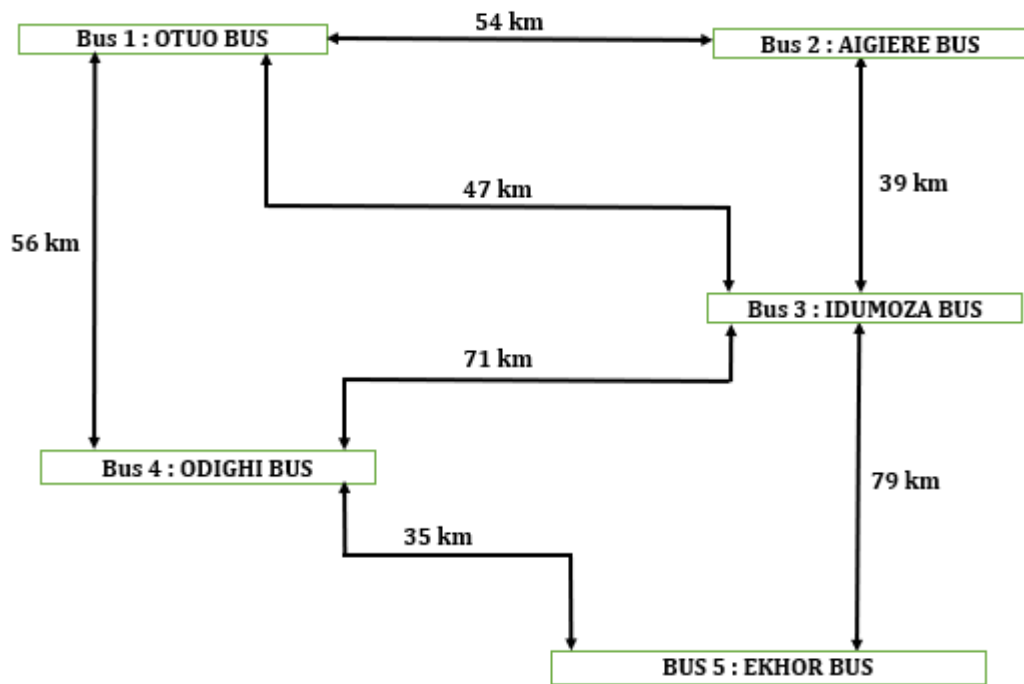 54 km
Bus 1 : OTUO BUS
Bus 2 : AIGIERE BUS
47 km
39 km
56 km
Bus 3 : IDUMOZA BUS
71 km
Bus 4 : ODIGHI BUS
79 km
35 km
BUS 5 : EKHOR BUS